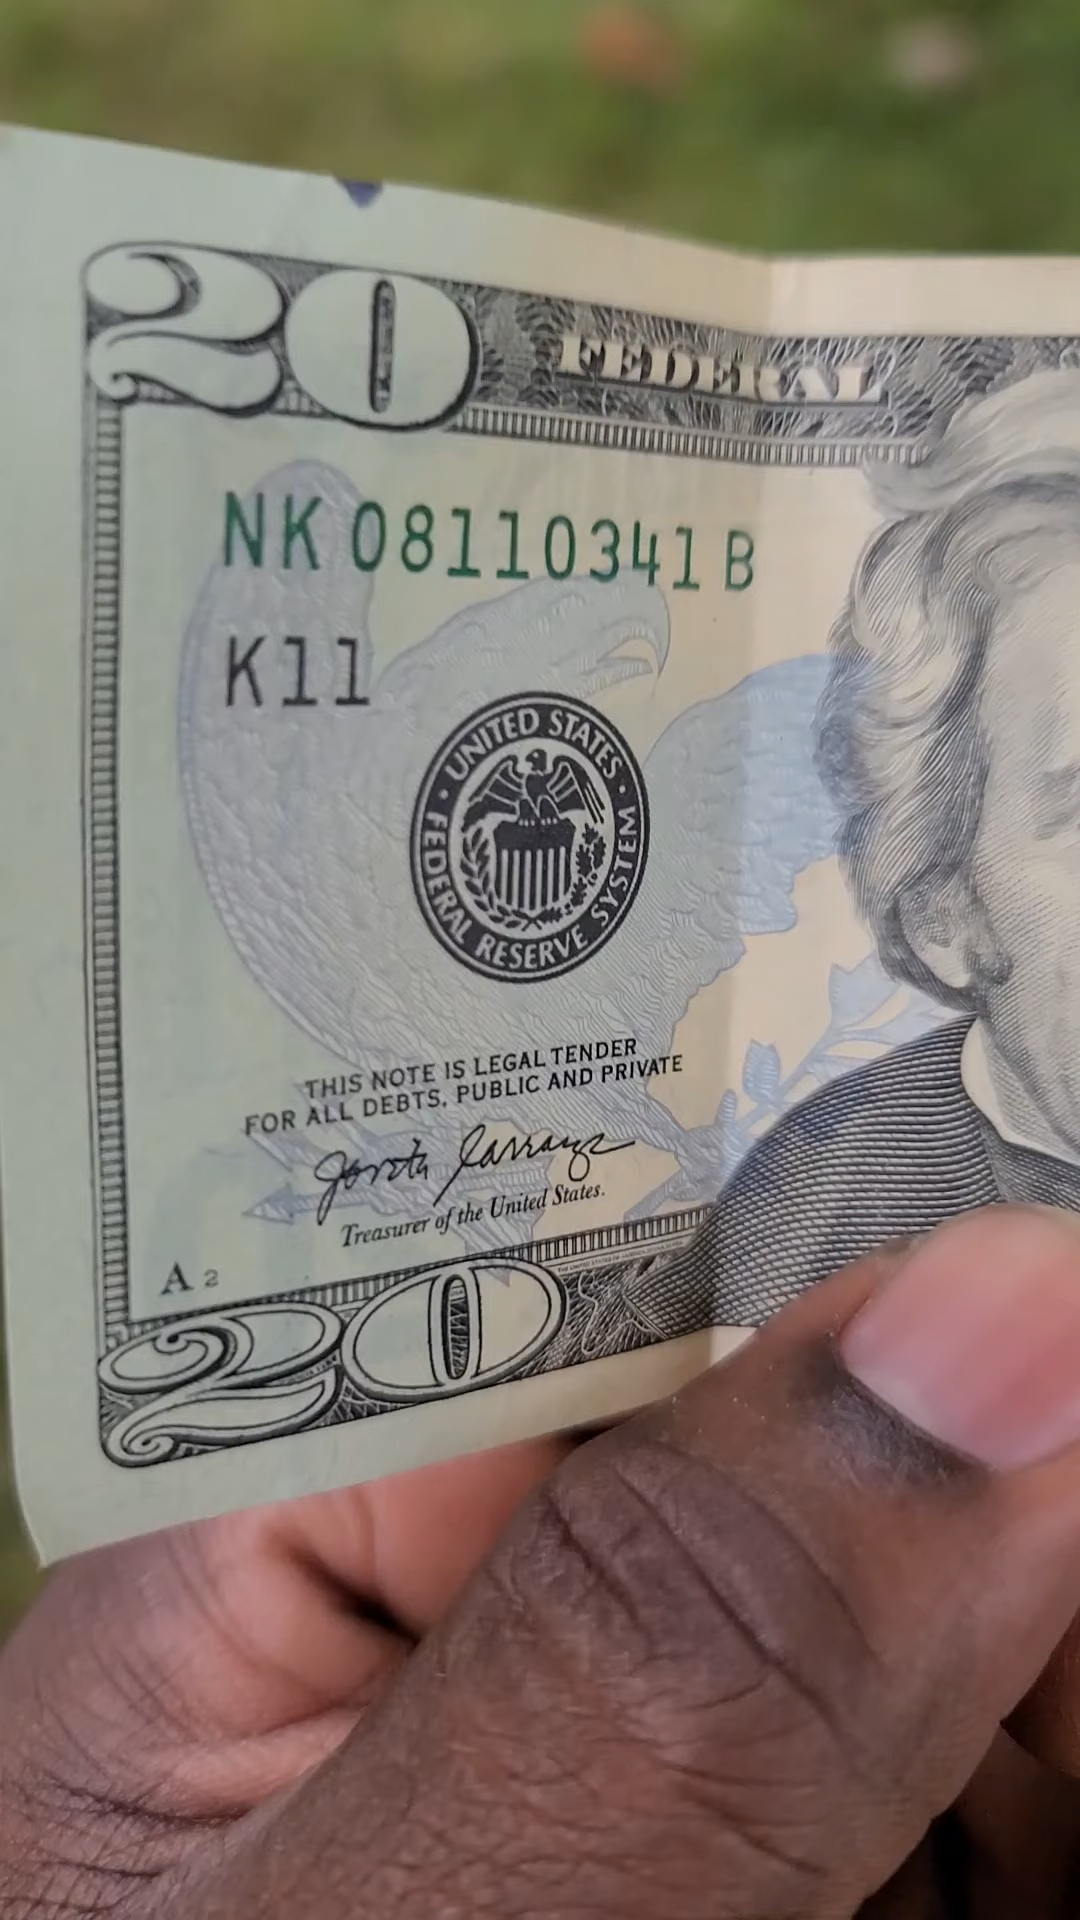 20
FEDERAL
NK 08110341 B
K11
UNITED STATES
FEDERAL RESERVE SYSTEM
THIS NOTE IS LEGAL TENDER
FOR ALL DEBTS, PUBLIC AND PRIVATE
Treasurer of the United States.
A 2
20